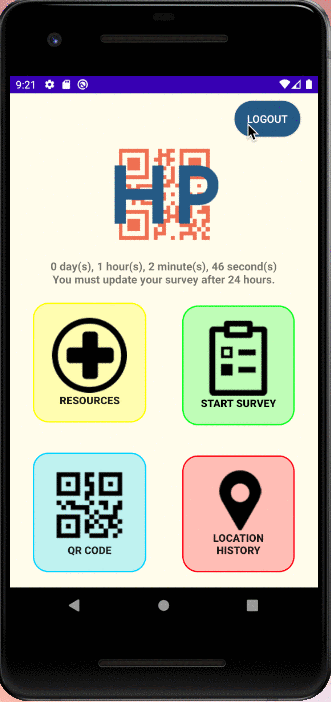 9:21
LOGOUT
HP
0 day(s), 1 hour(s), 2 minute(s), 46 second(s)
You must update your survey after 24 hours.
RESOURCES
START SURVEY
QR CODE
LOCATION
HISTORY